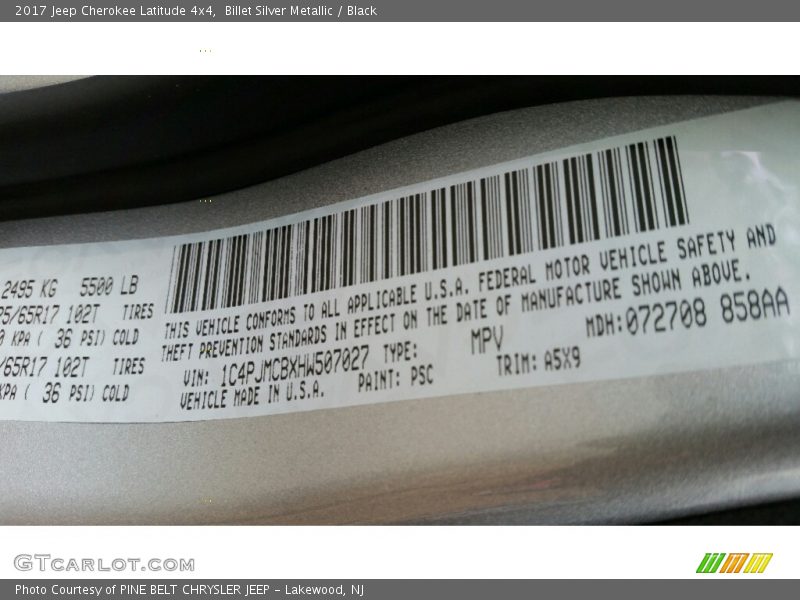 2017 Jeep Cherokee Latitude 4x4, Billet Silver Metallic / Black
2495 KG 5500 LB
5/65R17 102T TIRES
0 KPA ( 36 PSI) COLD
/65R17 102T TIRES
KPA ( 36 PSI) COLD
THIS VEHICLE CONFORMS TO ALL APPLICABLE U.S.A. FEDERAL MOTOR VEHICLE SAFETY AND
THEFT PREVENTION STANDARDS IN EFFECT ON THE DATE OF MANUFACTURE SHOWN ABOVE.
VIN: 1C4PJMCBXHW507027 TYPE: MPV MDH:072708 858AA
VEHICLE MADE IN U.S.A. PAINT: PSC TRIM: A5X9
GTCARLOT.COM
Photo Courtesy of PINE BELT CHRYSLER JEEP - Lakewood, NJ